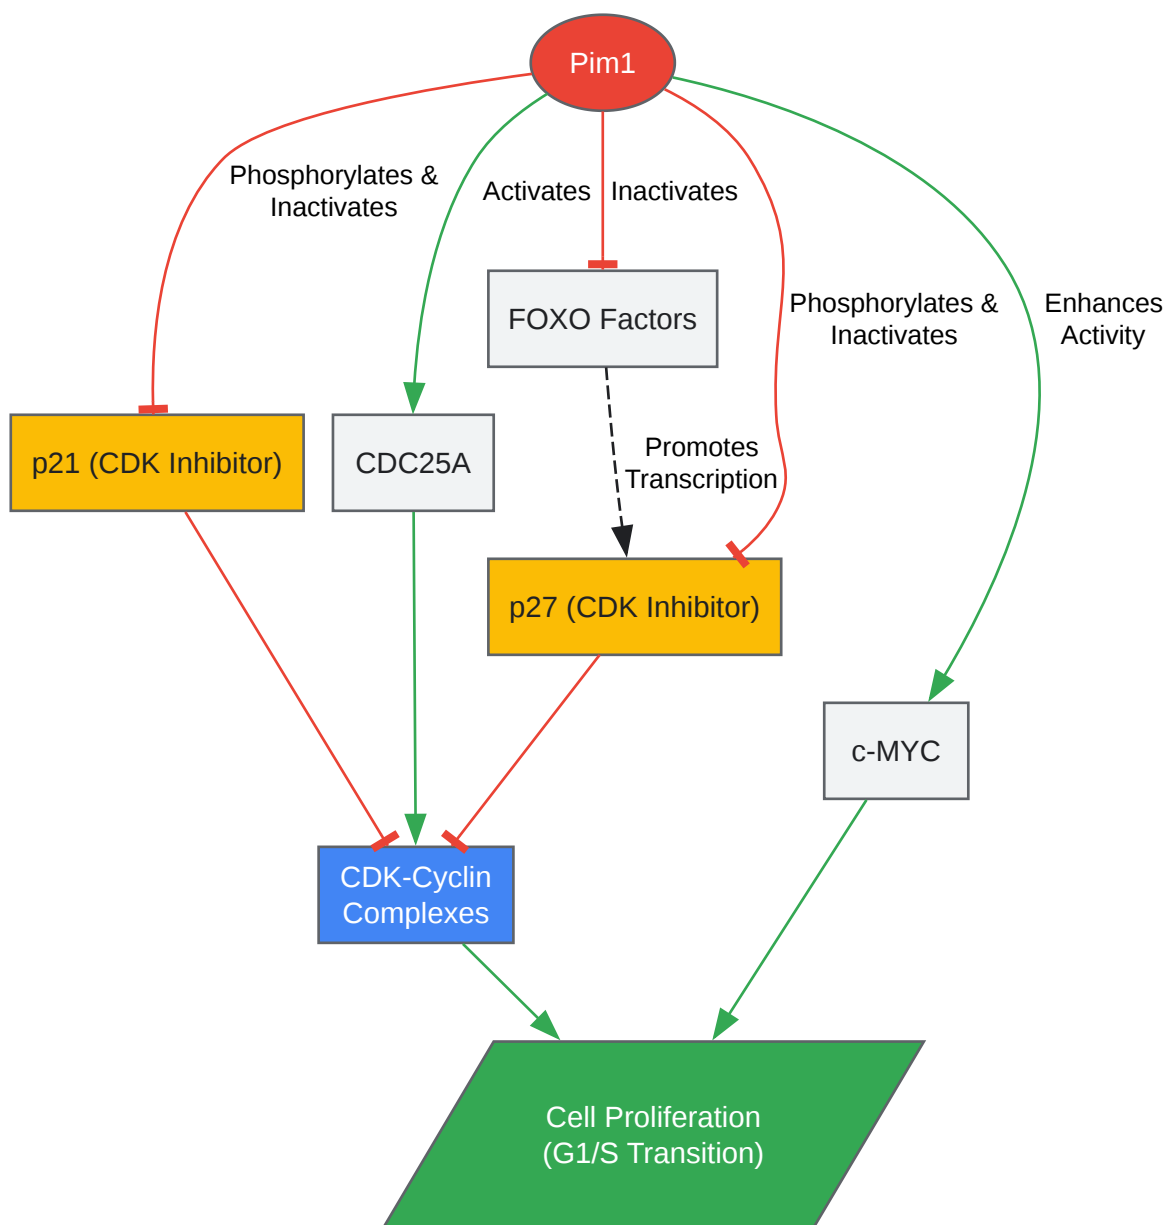 Pim1
Phosphorylates &
Inactivates
Activates
Inactivates
Phosphorylates &
Inactivates
Enhances
Activity
FOXO Factors
p21 (CDK Inhibitor)
CDC25A
Promotes
Transcription
p27 (CDK Inhibitor)
c-MYC
CDK-Cyclin
Complexes
Cell Proliferation
(G1/S Transition)